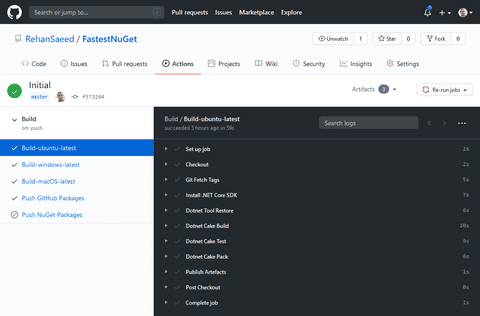 Search or jump to... / Pull requests Issues Marketplace Explore
RehanSaeed / FastestNuGet Unwatch 1 Star 0 Fork 0
Code Issues Pull requests Actions Projects Wiki Security Insights Settings
Initial
master f573264
Artifacts 3 Re-run jobs
Build
on: push
Build-ubuntu-latest
Build-windows-latest
Build-macOS-latest
Push GitHub Packages
Push NuGet Packages
Build / Build-ubuntu-latest
succeeded 3 hours ago in 59s
Search logs
Set up job 2s
Checkout 2s
Git Fetch Tags 5s
Install .NET Core SDK 7s
Dotnet Tool Restore 6s
Dotnet Cake Build 20s
Dotnet Cake Test 9s
Dotnet Cake Pack 6s
Publish Artefacts 1s
Post Checkout 0s
Complete job 1s